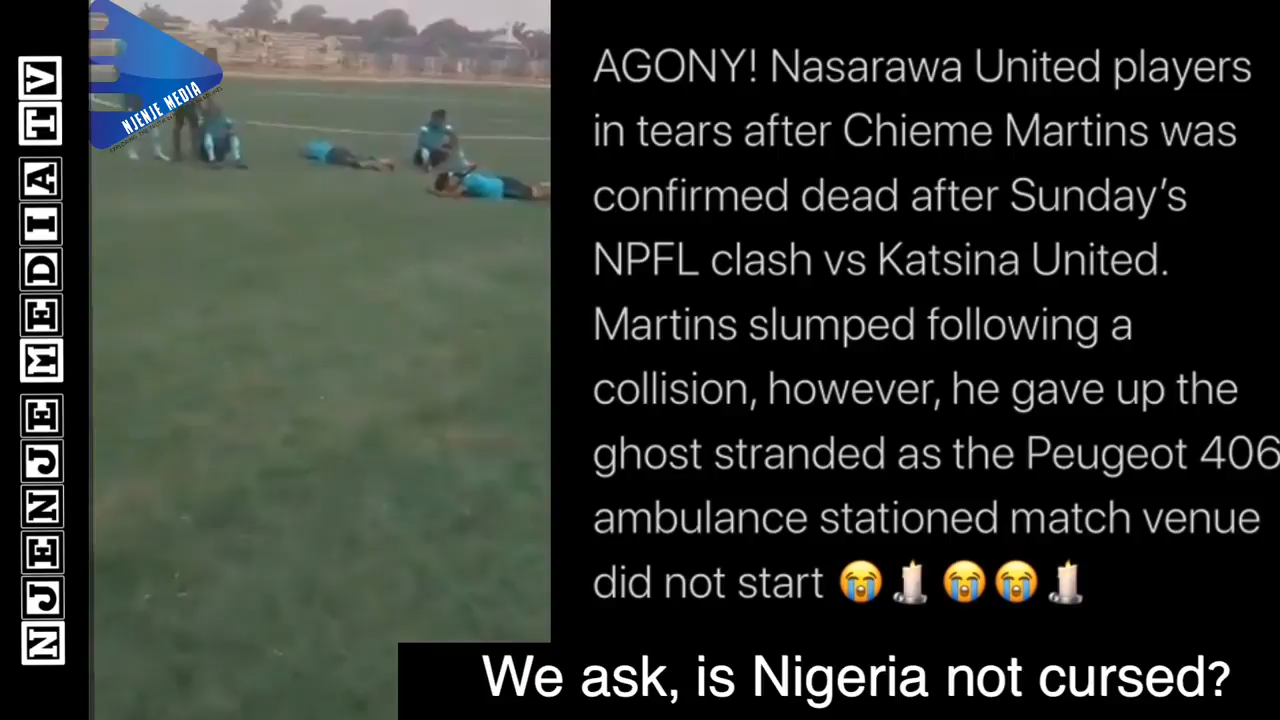 NJENJE MEDIA TV
NJENJE MEDIA
AGONY! Nasarawa United players
in tears after Chieme Martins was
confirmed dead after Sunday’s
NPFL clash vs Katsina United.
Martins slumped following a
collision, however, he gave up the
ghost stranded as the Peugeot 406
ambulance stationed match venue
did not start 😭🕯️😭😭🕯️
We ask, is Nigeria not cursed?